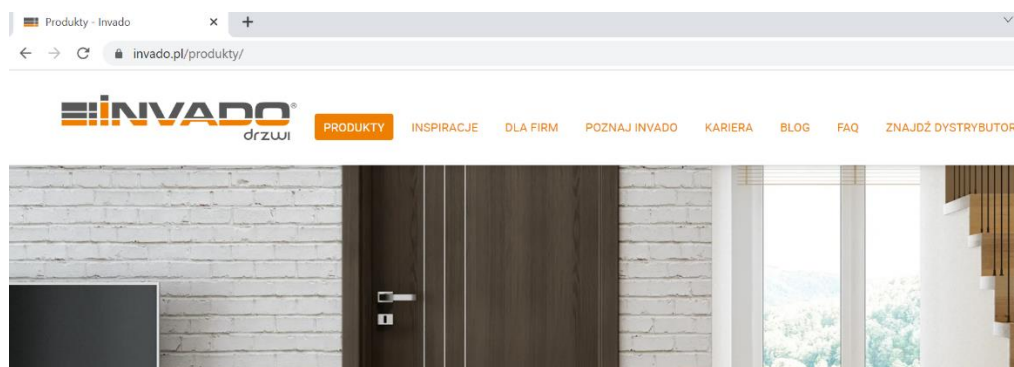 Produkty - Invado
invado.pl/produkty/
INVADO®
drzwi
PRODUKTY INSPIRACJE DLA FIRM POZNAJ INVADO KARIERA BLOG FAQ ZNAJDŹ DYSTRYBUTOR